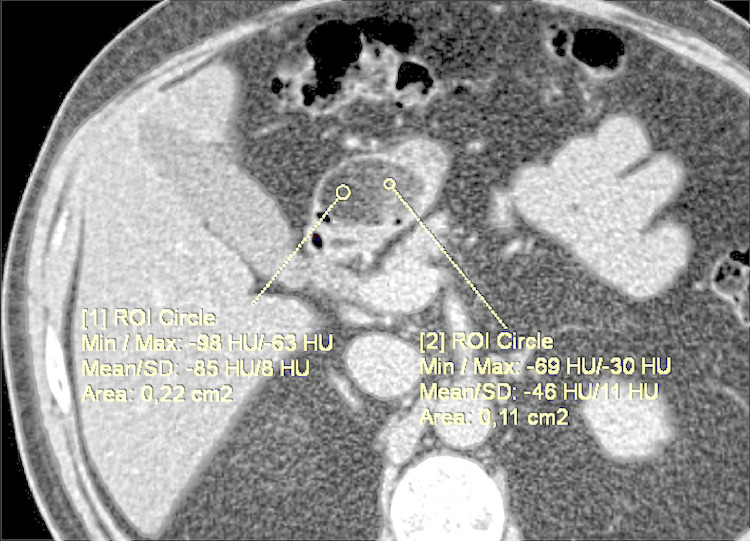 [1] ROI Circle
Min / Max: -98 HU/-63 HU
Mean/SD: -85 HU/8 HU
Area: 0,22 cm2
[2] ROI Circle
Min / Max: -69 HU/-30 HU
Mean/SD: -46 HU/11 HU
Area: 0,11 cm2